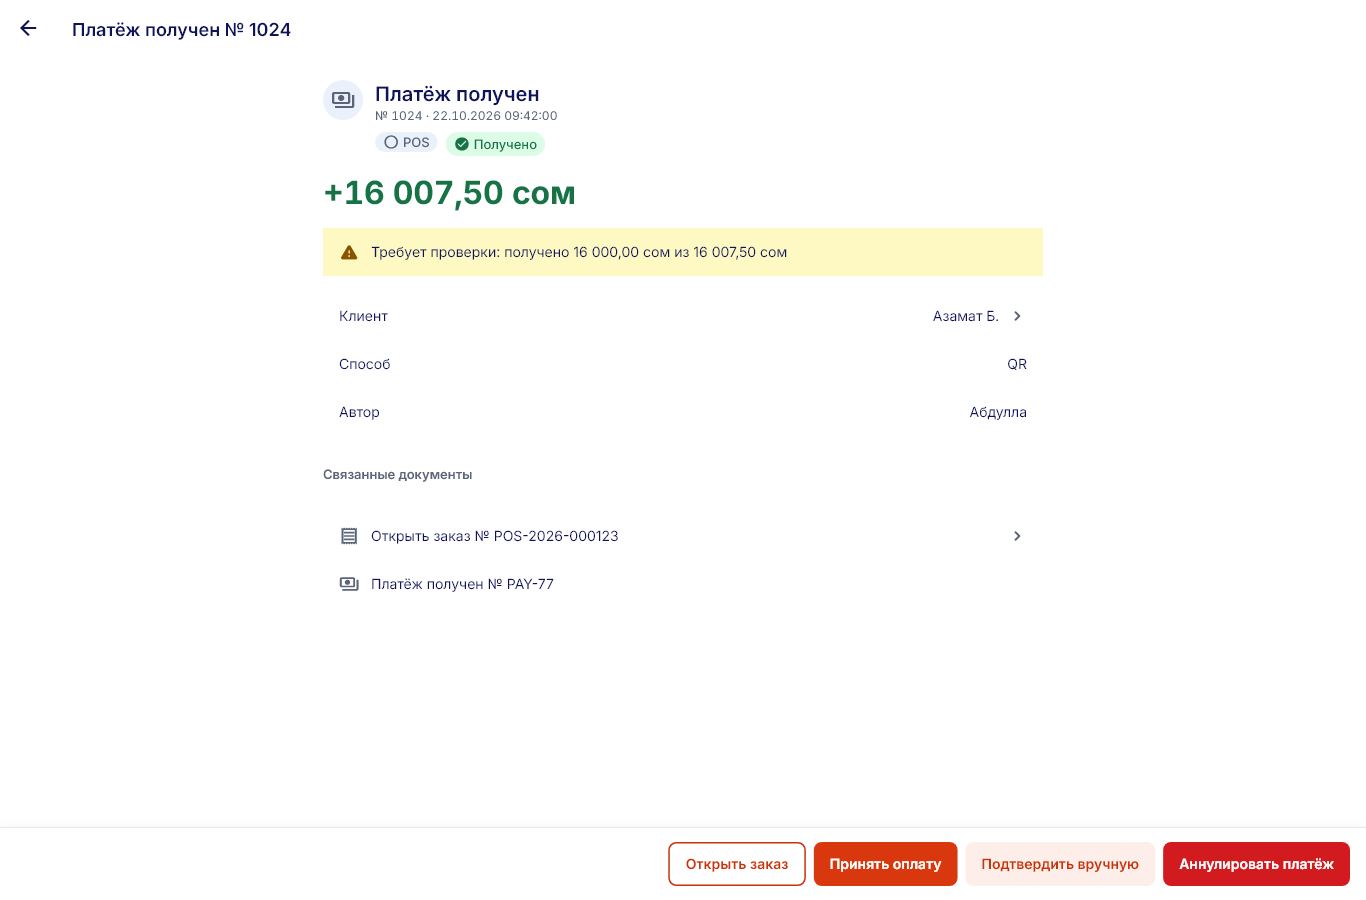 Платёж получен № 1024
Платёж получен
№ 1024 · 22.10.2026 09:42:00
POS
Получено
+16 007,50 сом
Требует проверки: получено 16 000,00 сом из 16 007,50 сом
Клиент
Азамат Б.
Способ
QR
Автор
Абдулла
Связанные документы
Открыть заказ № POS-2026-000123
Платёж получен № PAY-77
Открыть заказ
Принять оплату
Подтвердить вручную
Аннулировать платёж